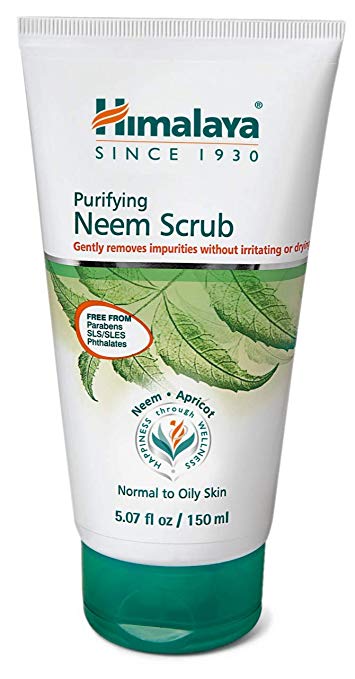 Himalaya®
SINCE 1930
Purifying
Neem Scrub
Gently removes impurities without irritating or drying
FREE FROM
Parabens
SLS/SLES
Phthalates
Neem • Apricot
HAPPINESS through WELLNESS
Normal to Oily Skin
5.07 fl oz / 150 ml